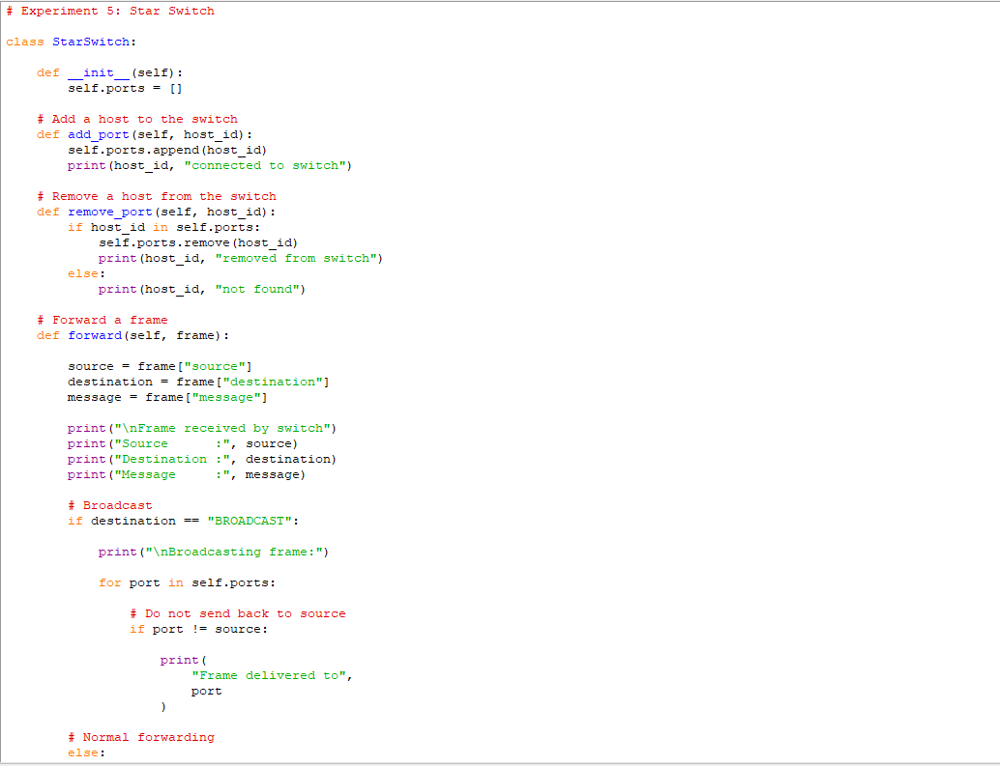 # Experiment 5: Star Switch

class StarSwitch:

    def __init__(self):
        self.ports = []

    # Add a host to the switch
    def add_port(self, host_id):
        self.ports.append(host_id)
        print(host_id, "connected to switch")

    # Remove a host from the switch
    def remove_port(self, host_id):
        if host_id in self.ports:
            self.ports.remove(host_id)
            print(host_id, "removed from switch")
        else:
            print(host_id, "not found")

    # Forward a frame
    def forward(self, frame):

        source = frame["source"]
        destination = frame["destination"]
        message = frame["message"]

        print("\nFrame received by switch")
        print("Source      :", source)
        print("Destination :", destination)
        print("Message     :", message)

        # Broadcast
        if destination == "BROADCAST":

            print("\nBroadcasting frame:")

            for port in self.ports:

                # Do not send back to source
                if port != source:

                    print(
                        "Frame delivered to",
                        port
                    )

        # Normal forwarding
        else: